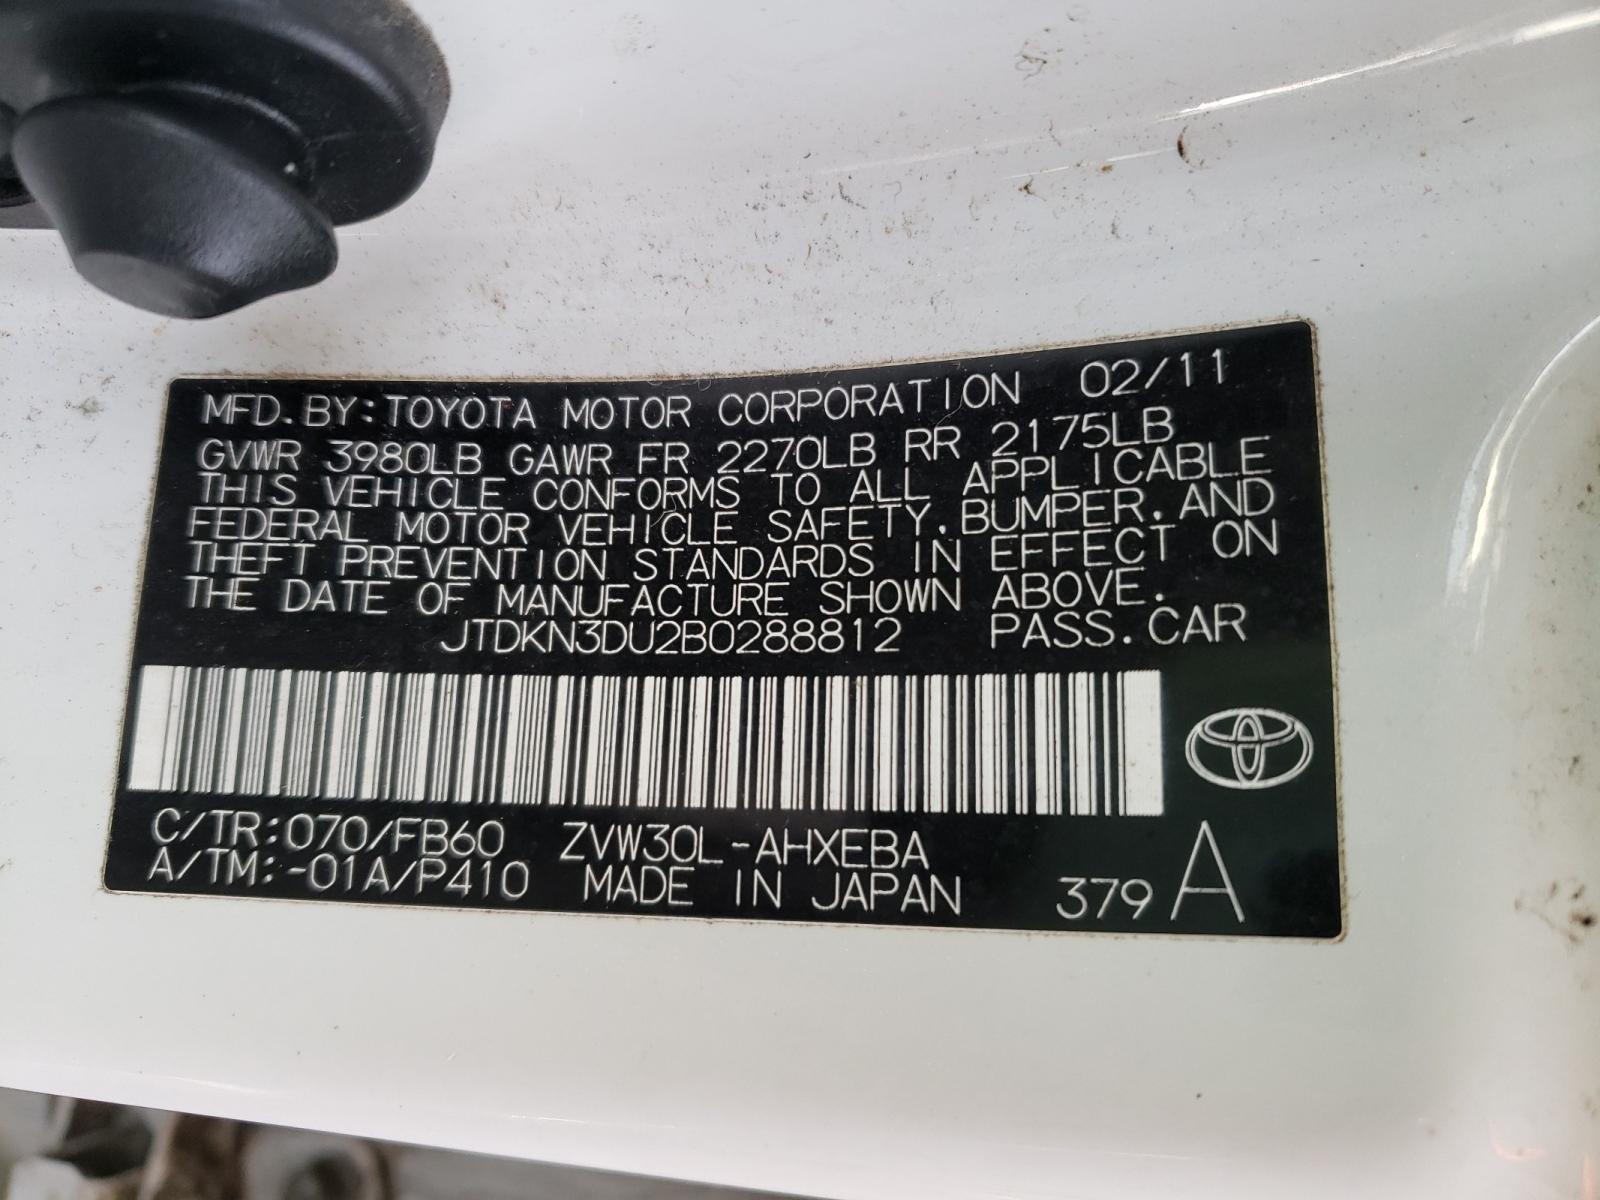 MFD.BY:TOYOTA MOTOR CORPORATION 02/11
GVWR 3980LB GAWR FR 2270LB RR 2175LB
THIS VEHICLE CONFORMS TO ALL APPLICABLE
FEDERAL MOTOR VEHICLE SAFETY,BUMPER,AND
THEFT PREVENTION STANDARDS IN EFFECT ON
THE DATE OF MANUFACTURE SHOWN ABOVE.
JTDKN3DU2B0288812 PASS.CAR
C/TR:070/FB60 ZVW30L-AHXEBA
A/TM:-01A/P410 MADE IN JAPAN 379 A